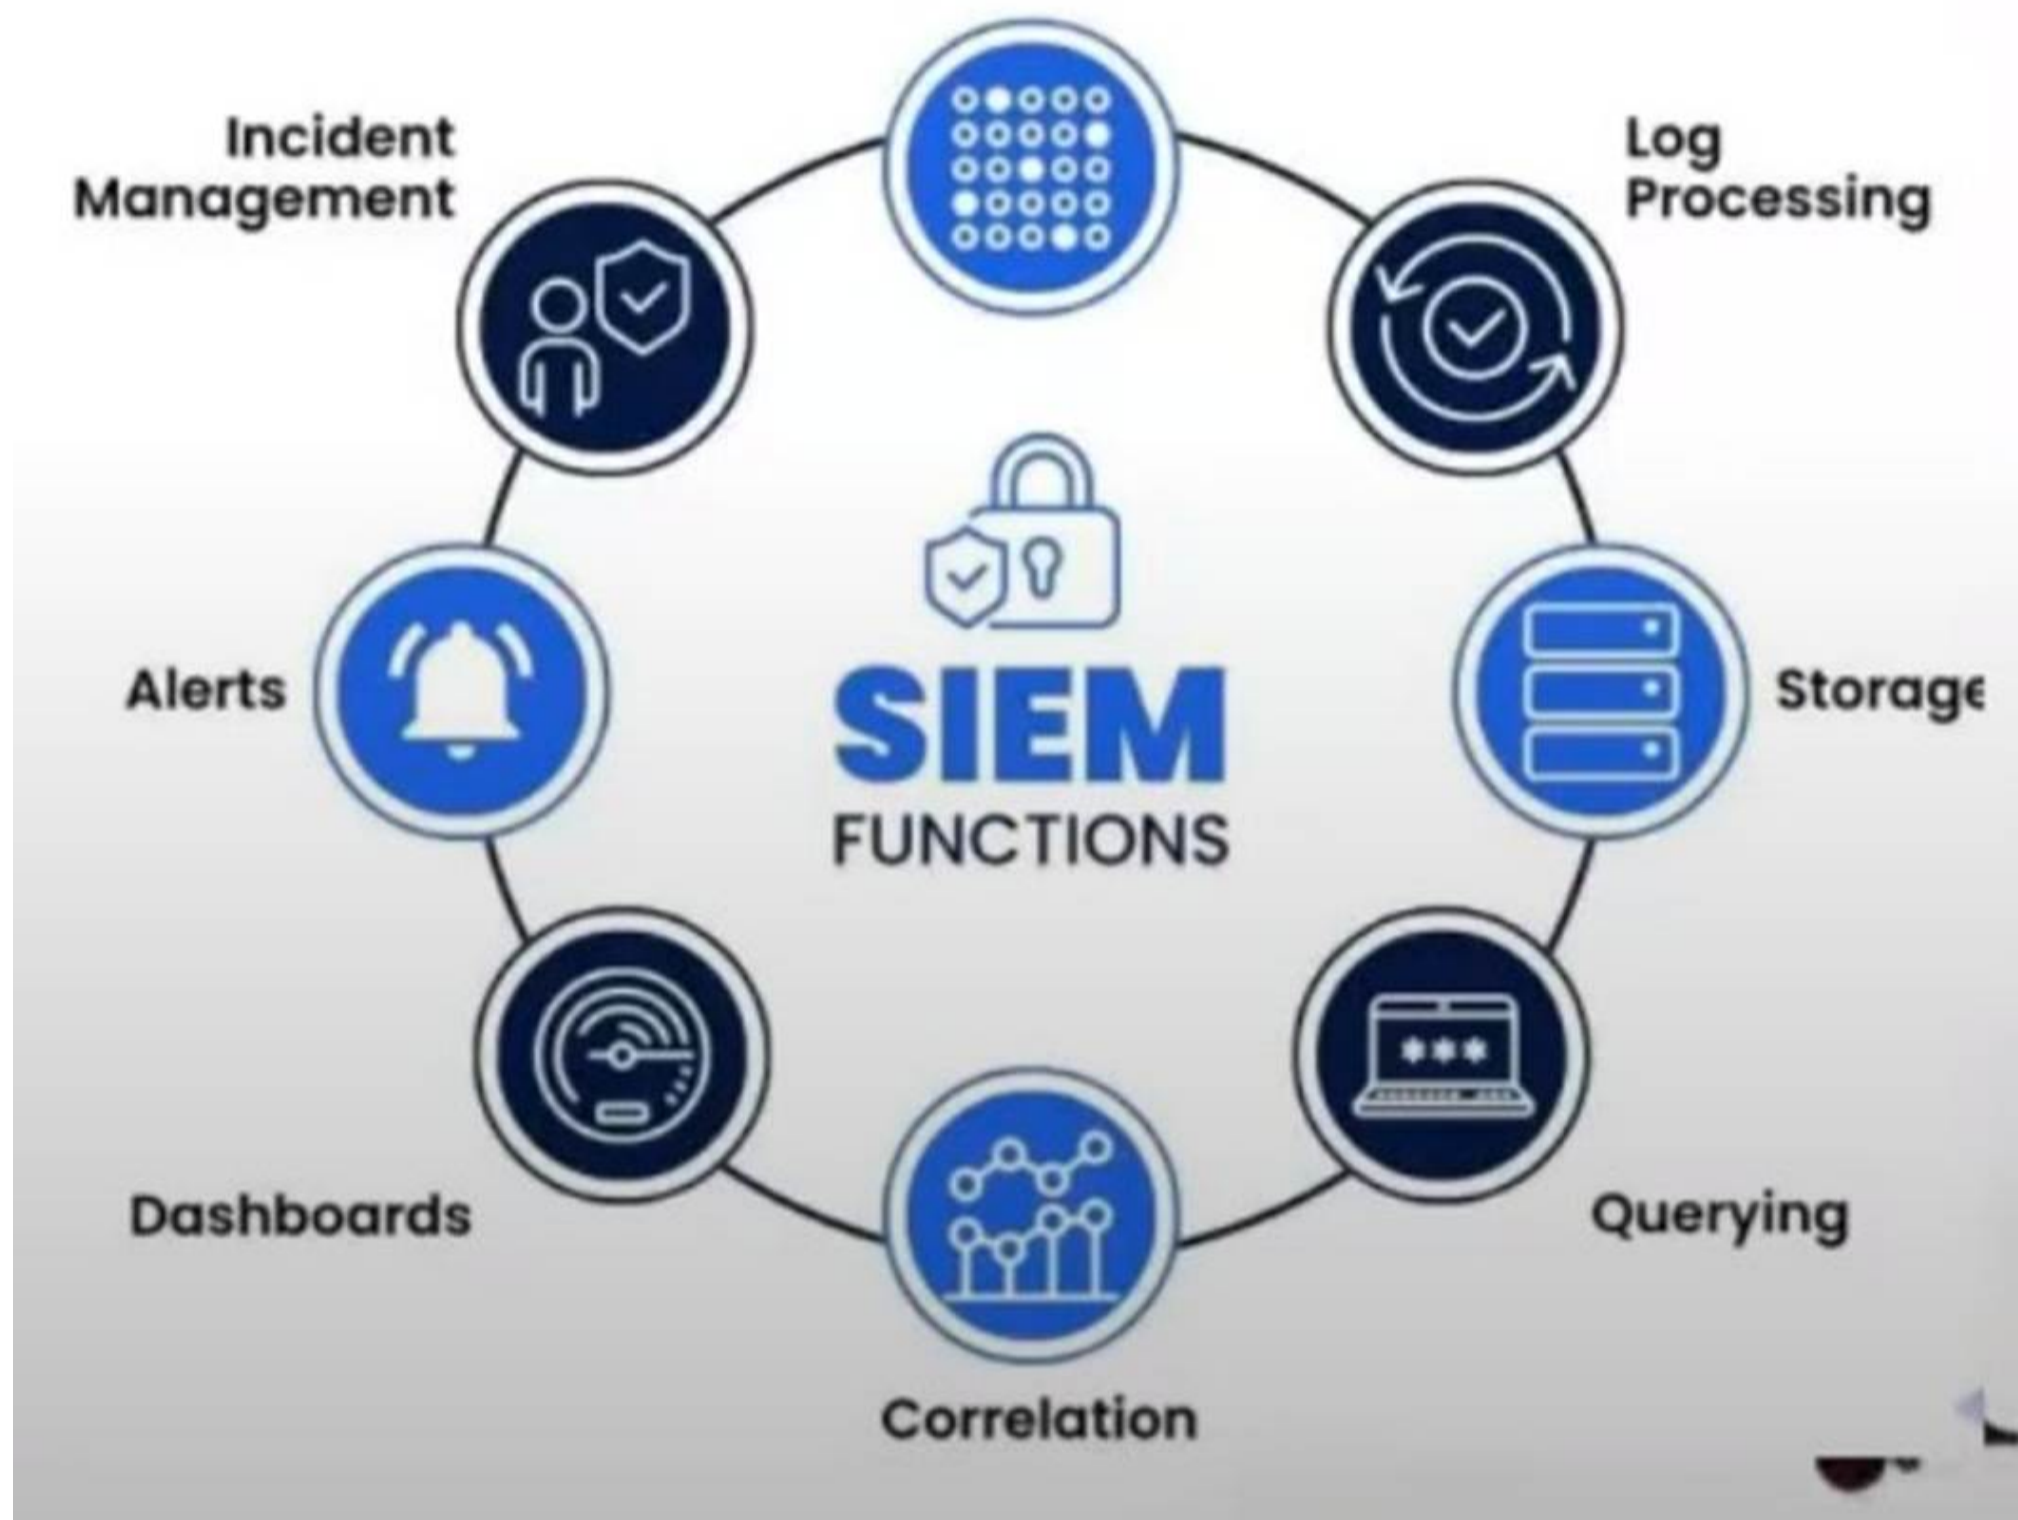 Incident
Management
Log
Processing
Alerts
SIEM
FUNCTIONS
Storage
Dashboards
Querying
Correlation